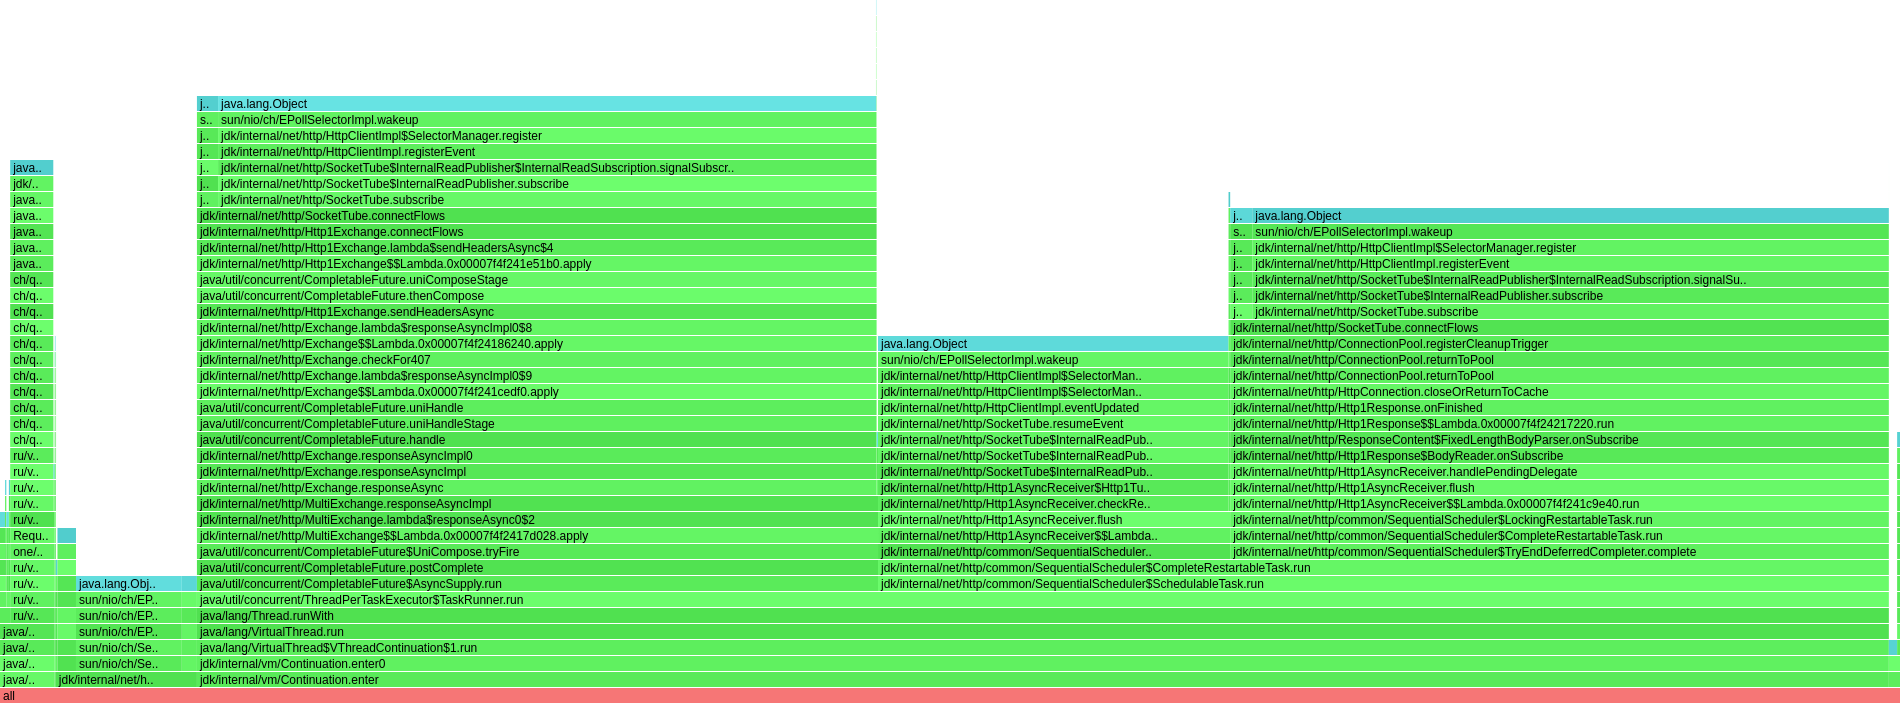 j.. java.lang.Object
s.. sun/nio/ch/EPollSelectorImpl.wakeup
j.. jdk/internal/net/http/HttpClientImpl$SelectorManager.register
j.. jdk/internal/net/http/HttpClientImpl.registerEvent
java.. j.. jdk/internal/net/http/SocketTube$InternalReadPublisher$InternalReadSubscription.signalSubscr..
jdk/.. j.. jdk/internal/net/http/SocketTube$InternalReadPublisher.subscribe
java.. j.. jdk/internal/net/http/SocketTube.subscribe
java.. jdk/internal/net/http/SocketTube.connectFlows j.. java.lang.Object
java.. jdk/internal/net/http/Http1Exchange.connectFlows s.. sun/nio/ch/EPollSelectorImpl.wakeup
java.. jdk/internal/net/http/Http1Exchange.lambda$sendHeadersAsync$4 j.. jdk/internal/net/http/HttpClientImpl$SelectorManager.register
java.. jdk/internal/net/http/Http1Exchange$$Lambda.0x00007f4f241e51b0.apply j.. jdk/internal/net/http/HttpClientImpl.registerEvent
ch/q.. java/util/concurrent/CompletableFuture.uniComposeStage j.. jdk/internal/net/http/SocketTube$InternalReadPublisher$InternalReadSubscription.signalSu..
ch/q.. java/util/concurrent/CompletableFuture.thenCompose j.. jdk/internal/net/http/SocketTube$InternalReadPublisher.subscribe
ch/q.. jdk/internal/net/http/Http1Exchange.sendHeadersAsync j.. jdk/internal/net/http/SocketTube.subscribe
ch/q.. jdk/internal/net/http/Exchange.lambda$responseAsyncImpl0$8 jdk/internal/net/http/SocketTube.connectFlows
ch/q.. jdk/internal/net/http/Exchange$$Lambda.0x00007f4f24186240.apply java.lang.Object jdk/internal/net/http/ConnectionPool.registerCleanupTrigger
ch/q.. jdk/internal/net/http/Exchange.checkFor407 sun/nio/ch/EPollSelectorImpl.wakeup jdk/internal/net/http/ConnectionPool.returnToPool
ch/q.. jdk/internal/net/http/Exchange.lambda$responseAsyncImpl0$9 jdk/internal/net/http/HttpClientImpl$SelectorMan.. jdk/internal/net/http/ConnectionPool.returnToPool
ch/q.. jdk/internal/net/http/Exchange$$Lambda.0x00007f4f241cedf0.apply jdk/internal/net/http/HttpClientImpl$SelectorMan.. jdk/internal/net/http/HttpConnection.closeOrReturnToCache
ch/q.. java/util/concurrent/CompletableFuture.uniHandle jdk/internal/net/http/HttpClientImpl.eventUpdated jdk/internal/net/http/Http1Response.onFinished
ch/q.. java/util/concurrent/CompletableFuture.uniHandleStage jdk/internal/net/http/SocketTube.resumeEvent jdk/internal/net/http/Http1Response$$Lambda.0x00007f4f24217220.run
ch/q.. java/util/concurrent/CompletableFuture.handle jdk/internal/net/http/SocketTube$InternalReadPub.. jdk/internal/net/http/ResponseContent$FixedLengthBodyParser.onSubscribe
ru/v.. jdk/internal/net/http/Exchange.responseAsyncImpl0 jdk/internal/net/http/SocketTube$InternalReadPub.. jdk/internal/net/http/Http1Response$BodyReader.onSubscribe
ru/v.. jdk/internal/net/http/Exchange.responseAsyncImpl jdk/internal/net/http/SocketTube$InternalReadPub.. jdk/internal/net/http/Http1AsyncReceiver.handlePendingDelegate
ru/v.. jdk/internal/net/http/Exchange.responseAsync jdk/internal/net/http/Http1AsyncReceiver$Http1Tu.. jdk/internal/net/http/Http1AsyncReceiver.flush
ru/v.. jdk/internal/net/http/MultiExchange.responseAsyncImpl jdk/internal/net/http/Http1AsyncReceiver.checkRe.. jdk/internal/net/http/Http1AsyncReceiver$$Lambda.0x00007f4f241c9e40.run
ru/v.. jdk/internal/net/http/MultiExchange.lambda$responseAsync0$2 jdk/internal/net/http/Http1AsyncReceiver.flush jdk/internal/net/http/common/SequentialScheduler$LockingRestartableTask.run
Requ.. jdk/internal/net/http/MultiExchange$$Lambda.0x00007f4f2417d028.apply jdk/internal/net/http/Http1AsyncReceiver$$Lambda.. jdk/internal/net/http/common/SequentialScheduler$CompleteRestartableTask.run
one/.. java/util/concurrent/CompletableFuture$UniCompose.tryFire jdk/internal/net/http/common/SequentialScheduler.. jdk/internal/net/http/common/SequentialScheduler$TryEndDeferredCompleter.complete
ru/v.. java/util/concurrent/CompletableFuture.postComplete jdk/internal/net/http/common/SequentialScheduler$CompleteRestartableTask.run
ru/v.. java.lang.Obj.. java/util/concurrent/CompletableFuture$AsyncSupply.run jdk/internal/net/http/common/SequentialScheduler$SchedulableTask.run
ru/v.. sun/nio/ch/EP.. java/util/concurrent/ThreadPerTaskExecutor$TaskRunner.run
ru/v.. sun/nio/ch/EP.. java/lang/Thread.runWith
java/.. sun/nio/ch/EP.. java/lang/VirtualThread.run
java/.. sun/nio/ch/Se.. java/lang/VirtualThread$VThreadContinuation$1.run
java/.. sun/nio/ch/Se.. jdk/internal/vm/Continuation.enter0
java/.. jdk/internal/net/h.. jdk/internal/vm/Continuation.enter
all